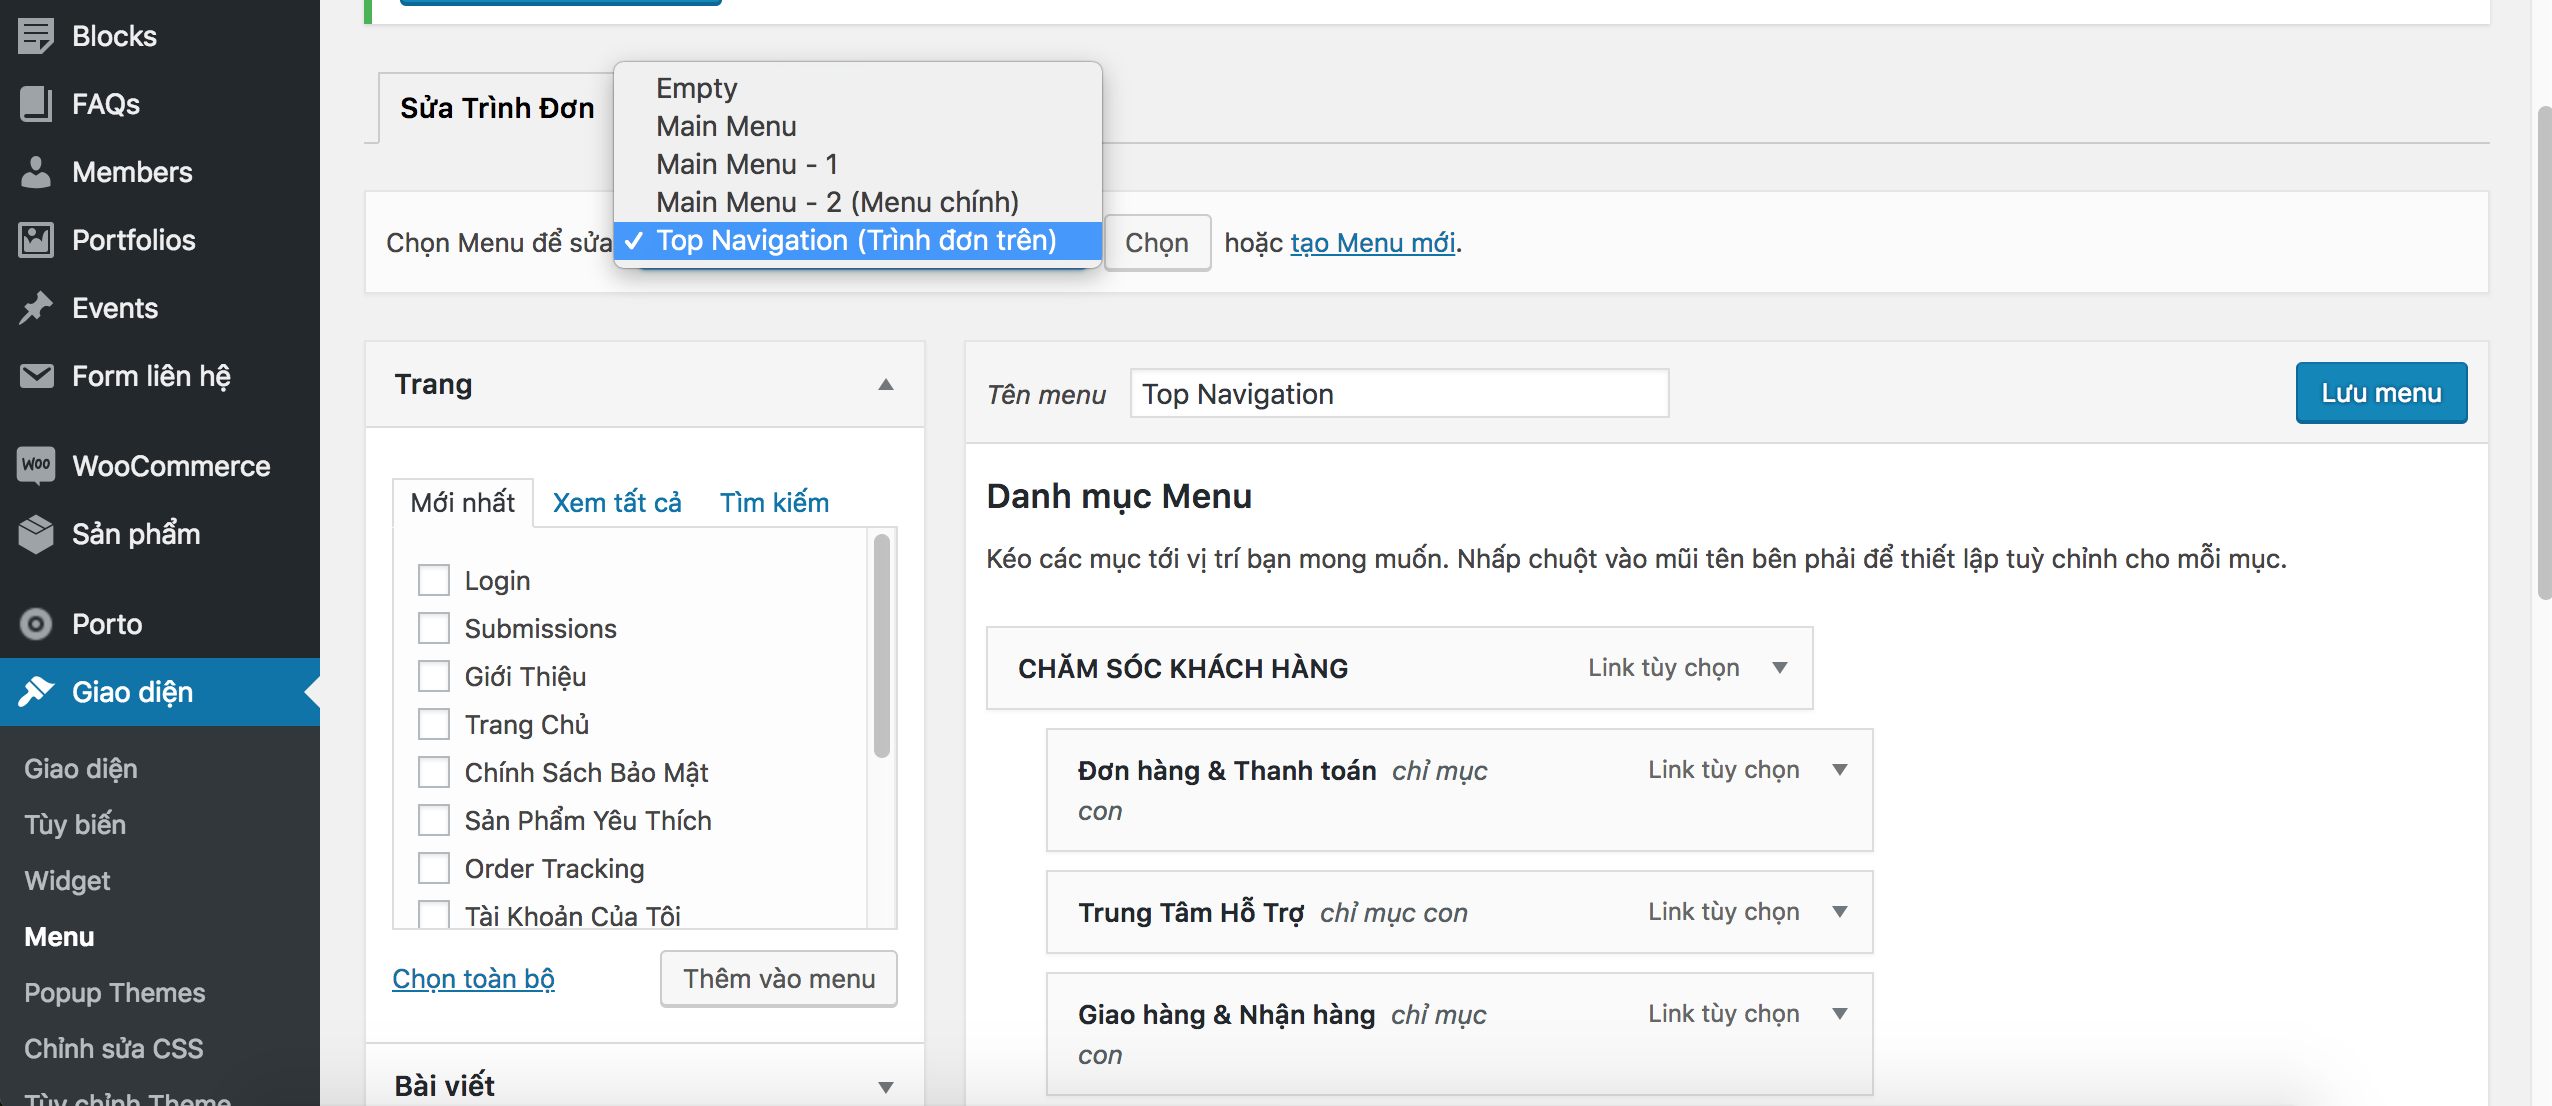 Blocks
FAQs
Members
Portfolios
Events
Form liên hệ
WOO
WooCommerce
Sản phẩm
Porto
Giao diện
Giao diện
Tùy biến
Widget
Menu
Popup Themes
Chỉnh sửa CSS
Tùy chỉnh Theme
Sửa Trình Đơn
Empty
Main Menu
Main Menu - 1
Main Menu - 2 (Menu chính)
✓ Top Navigation (Trình đơn trên)
Chọn Menu để sửa
Chọn hoặc tạo Menu mới.
Trang
Mới nhất Xem tất cả Tìm kiếm
Login
Submissions
Giới Thiệu
Trang Chủ
Chính Sách Bảo Mật
Sản Phẩm Yêu Thích
Order Tracking
Tài Khoản Của Tôi
Chọn toàn bộ Thêm vào menu
Bài viết
Tên menu Top Navigation Lưu menu
Danh mục Menu
Kéo các mục tới vị trí bạn mong muốn. Nhấp chuột vào mũi tên bên phải để thiết lập tuỳ chỉnh cho mỗi mục.
CHĂM SÓC KHÁCH HÀNG Link tùy chọn
Đơn hàng & Thanh toán chỉ mục Link tùy chọn
con
Trung Tâm Hỗ Trợ chỉ mục con Link tùy chọn
Giao hàng & Nhận hàng chỉ mục Link tùy chọn
con